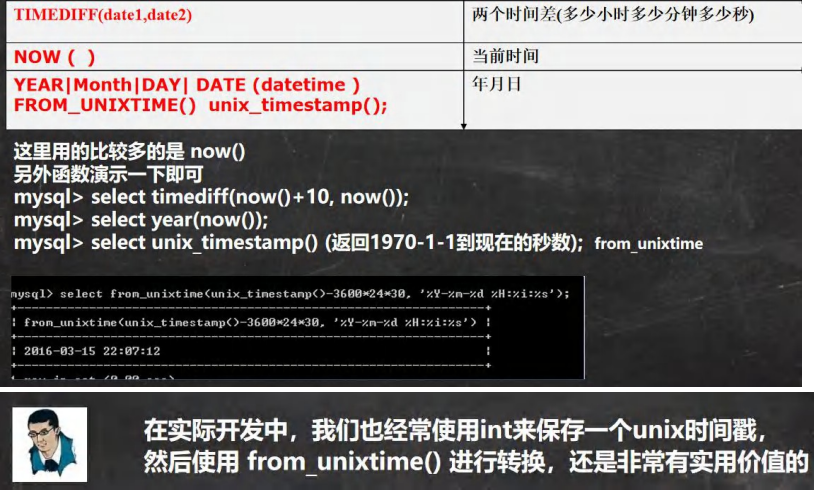 TIMEDIFF(date1,date2)
两个时间差(多少小时多少分钟多少秒)
NOW ( )
当前时间
YEAR|Month|DAY| DATE (datetime )
FROM_UNIXTIME() unix_timestamp();
年月日
这里用的比较多的是 now()
另外函数演示一下即可
mysql> select timediff(now()+10, now());
mysql> select year(now());
mysql> select unix_timestamp() (返回1970-1-1到现在的秒数); from_unixtime
mysql> select from_unixtime(unix_timestamp()-3600*24*30, '%Y-%m-%d %H:%i:%s');
+-----------------------------------------------------------------+
| from_unixtime(unix_timestamp()-3600*24*30, '%Y-%m-%d %H:%i:%s') |
+-----------------------------------------------------------------+
| 2016-03-15 22:07:12 |
+-----------------------------------------------------------------+
在实际开发中，我们也经常使用int来保存一个unix时间戳，
然后使用 from_unixtime() 进行转换，还是非常有实用价值的